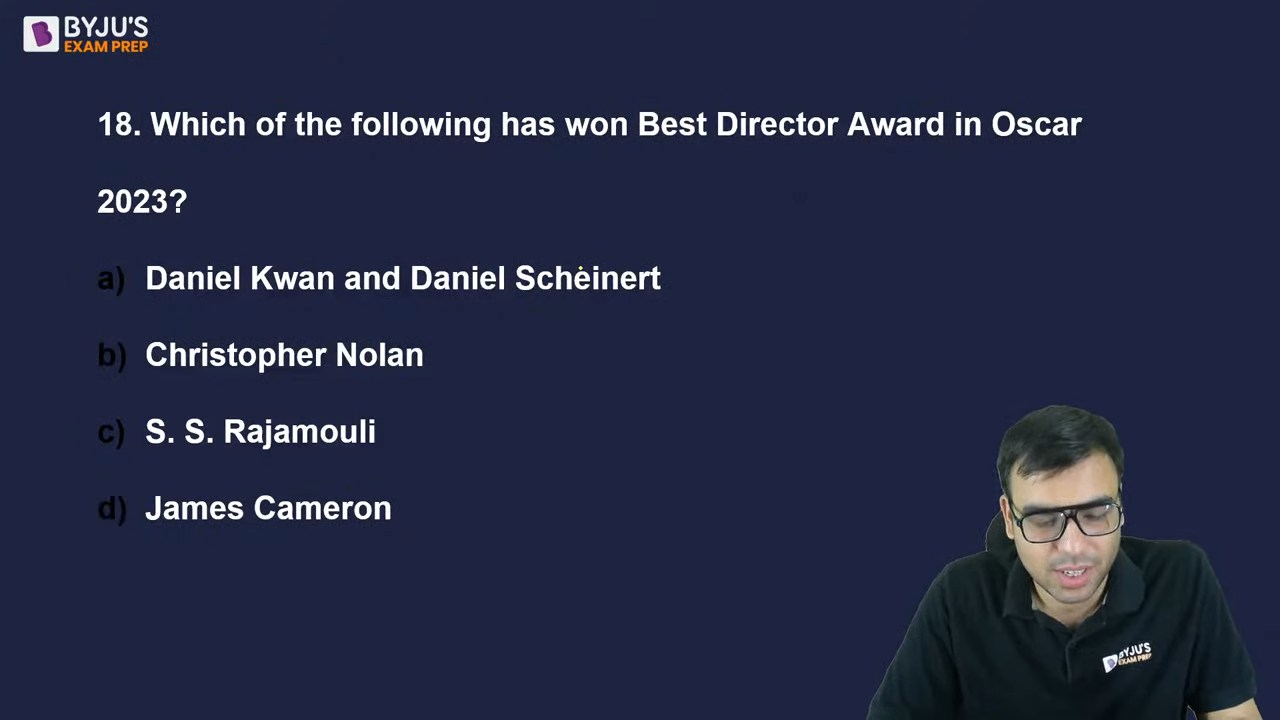 BYJU'S
EXAM PREP
18. Which of the following has won Best Director Award in Oscar
2023?
a) Daniel Kwan and Daniel Scheinert
b) Christopher Nolan
c) S. S. Rajamouli
d) James Cameron
BYJU'S
EXAM PREP